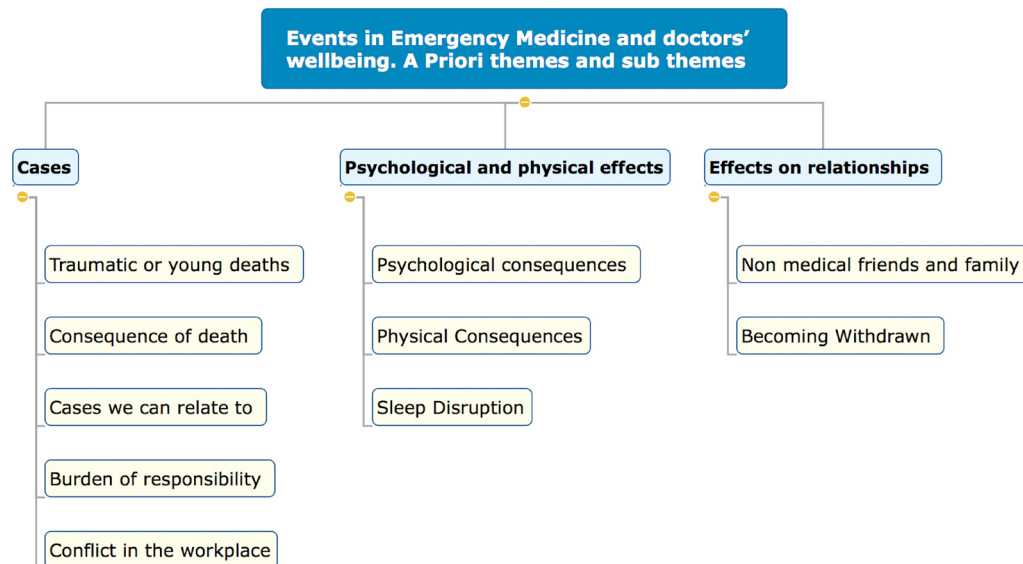 Events in Emergency Medicine and doctors’
wellbeing. A Priori themes and sub themes
Cases
Psychological and physical effects
Effects on relationships
Traumatic or young deaths
Psychological consequences
Non medical friends and family
Consequence of death
Physical Consequences
Becoming Withdrawn
Cases we can relate to
Sleep Disruption
Burden of responsibility
Conflict in the workplace